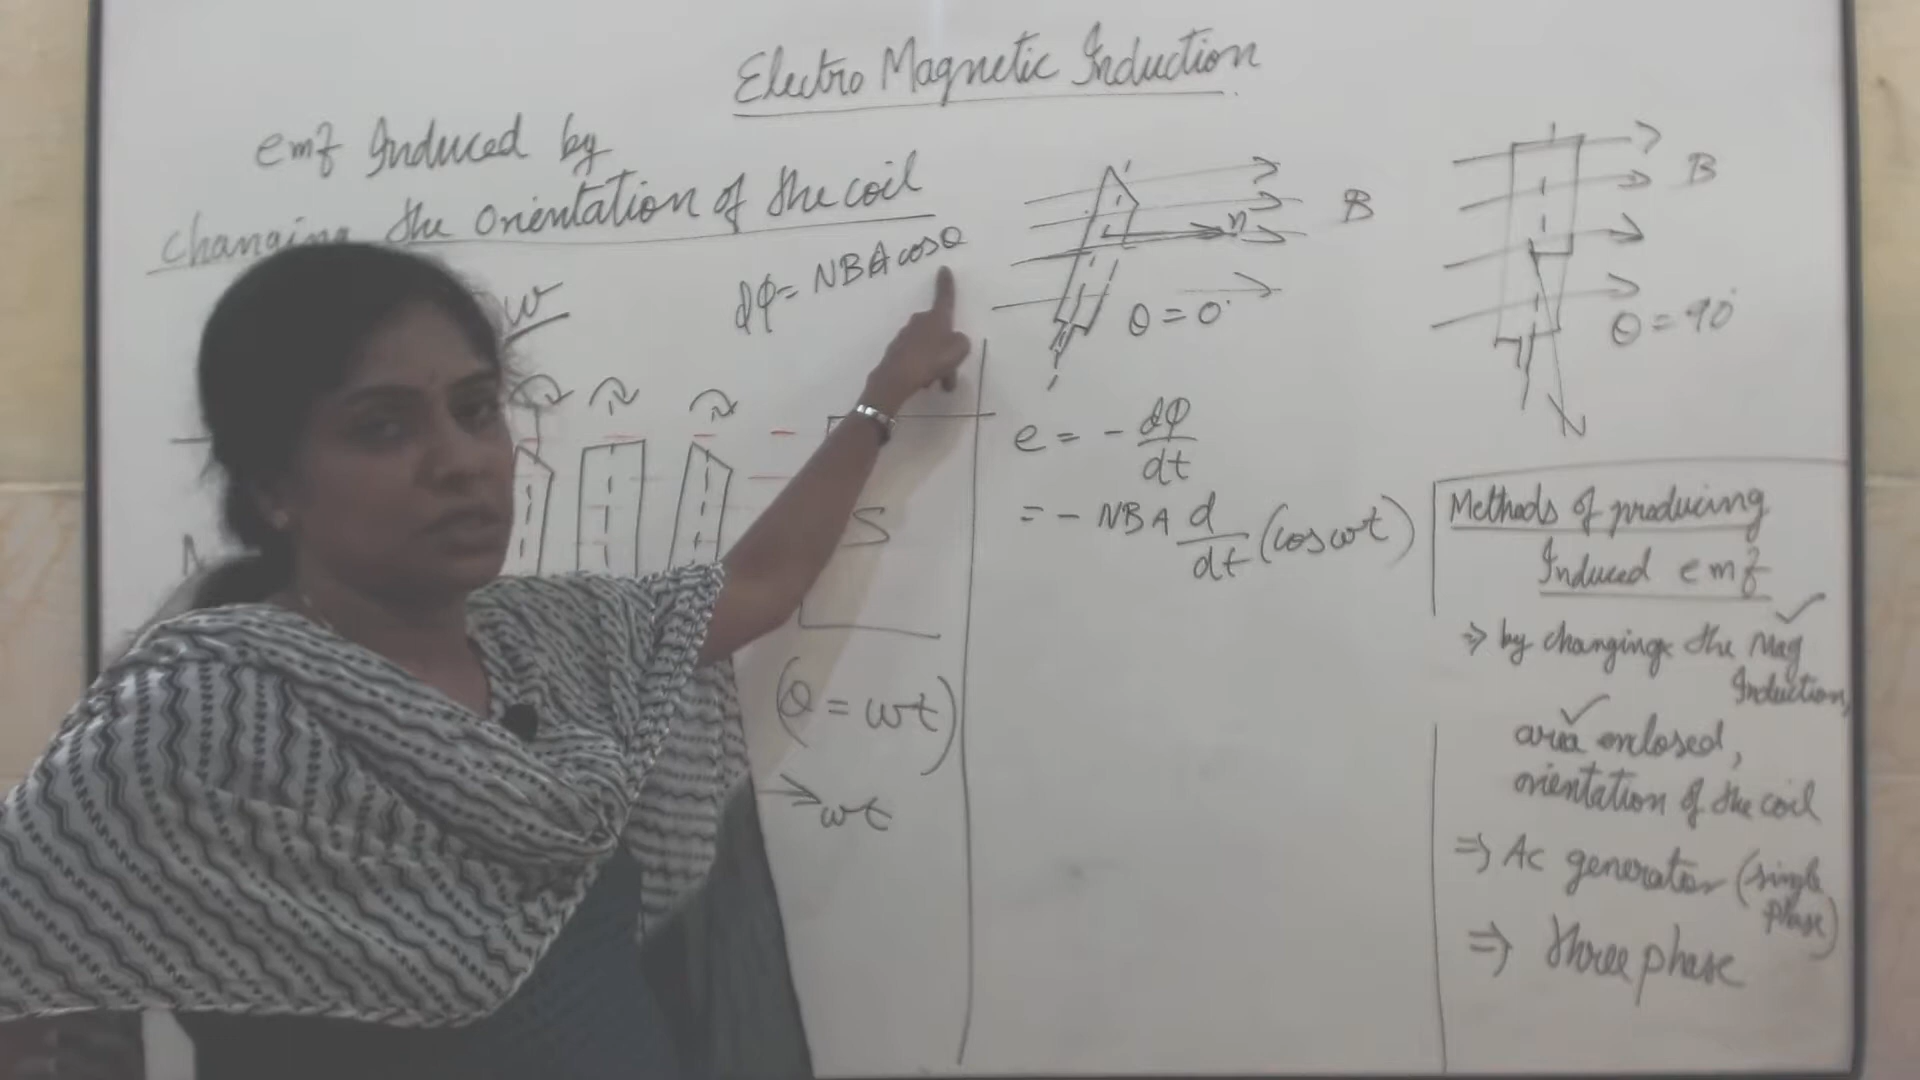 Electro Magnetic Induction
emf Induced by
changing the orientation of the coil
ω
dφ = NBA cosθ
S
(θ = ωt)
ωt
B
n
θ = 0°
B
θ = 90°
N
e = - dφ/dt
= - NBA d/dt (cos ωt)
Methods of producing
Induced emf
⇒ by changing the Mag
Induction,
area enclosed,
orientation of the coil
⇒ AC generator (single
phase)
⇒ three phase